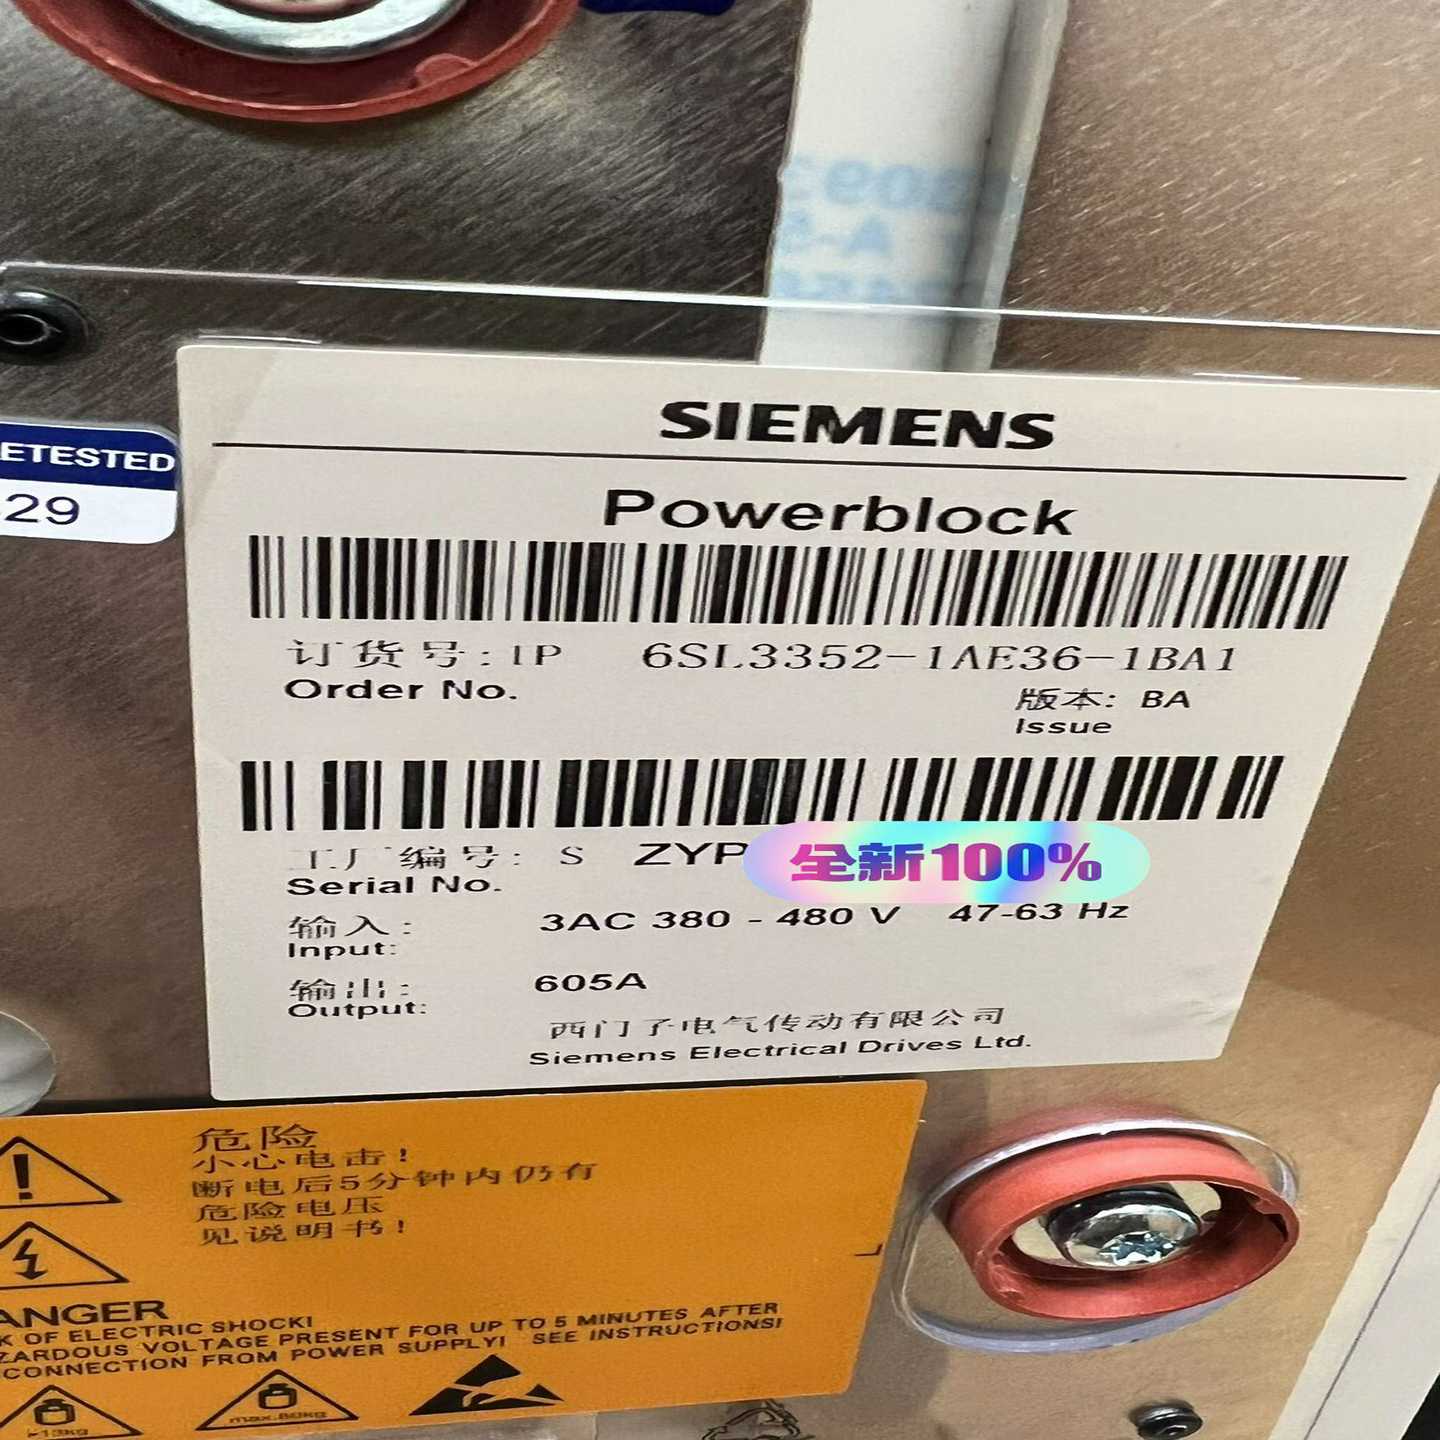 ETESTED
29
SIEMENS
Powerblock
订货号:1P 6SL3352-1AE36-1BA1
Order No.
版本: BA
Issue
工厂编号: S ZYP
全新100%
Serial No.
输入: 3AC 380 - 480 V 47-63 Hz
Input:
输出: 605A
Output:
西门子电气传动有限公司
Siemens Electrical Drives Ltd.
危险
小心电击!
断电后5分钟内仍有
危险电压
见说明书!
ANGER
K OF ELECTRIC SHOCK!
ZARDOUS VOLTAGE PRESENT FOR UP TO 5 MINUTES AFTER
CONNECTION FROM POWER SUPPLY! SEE INSTRUCTIONS!